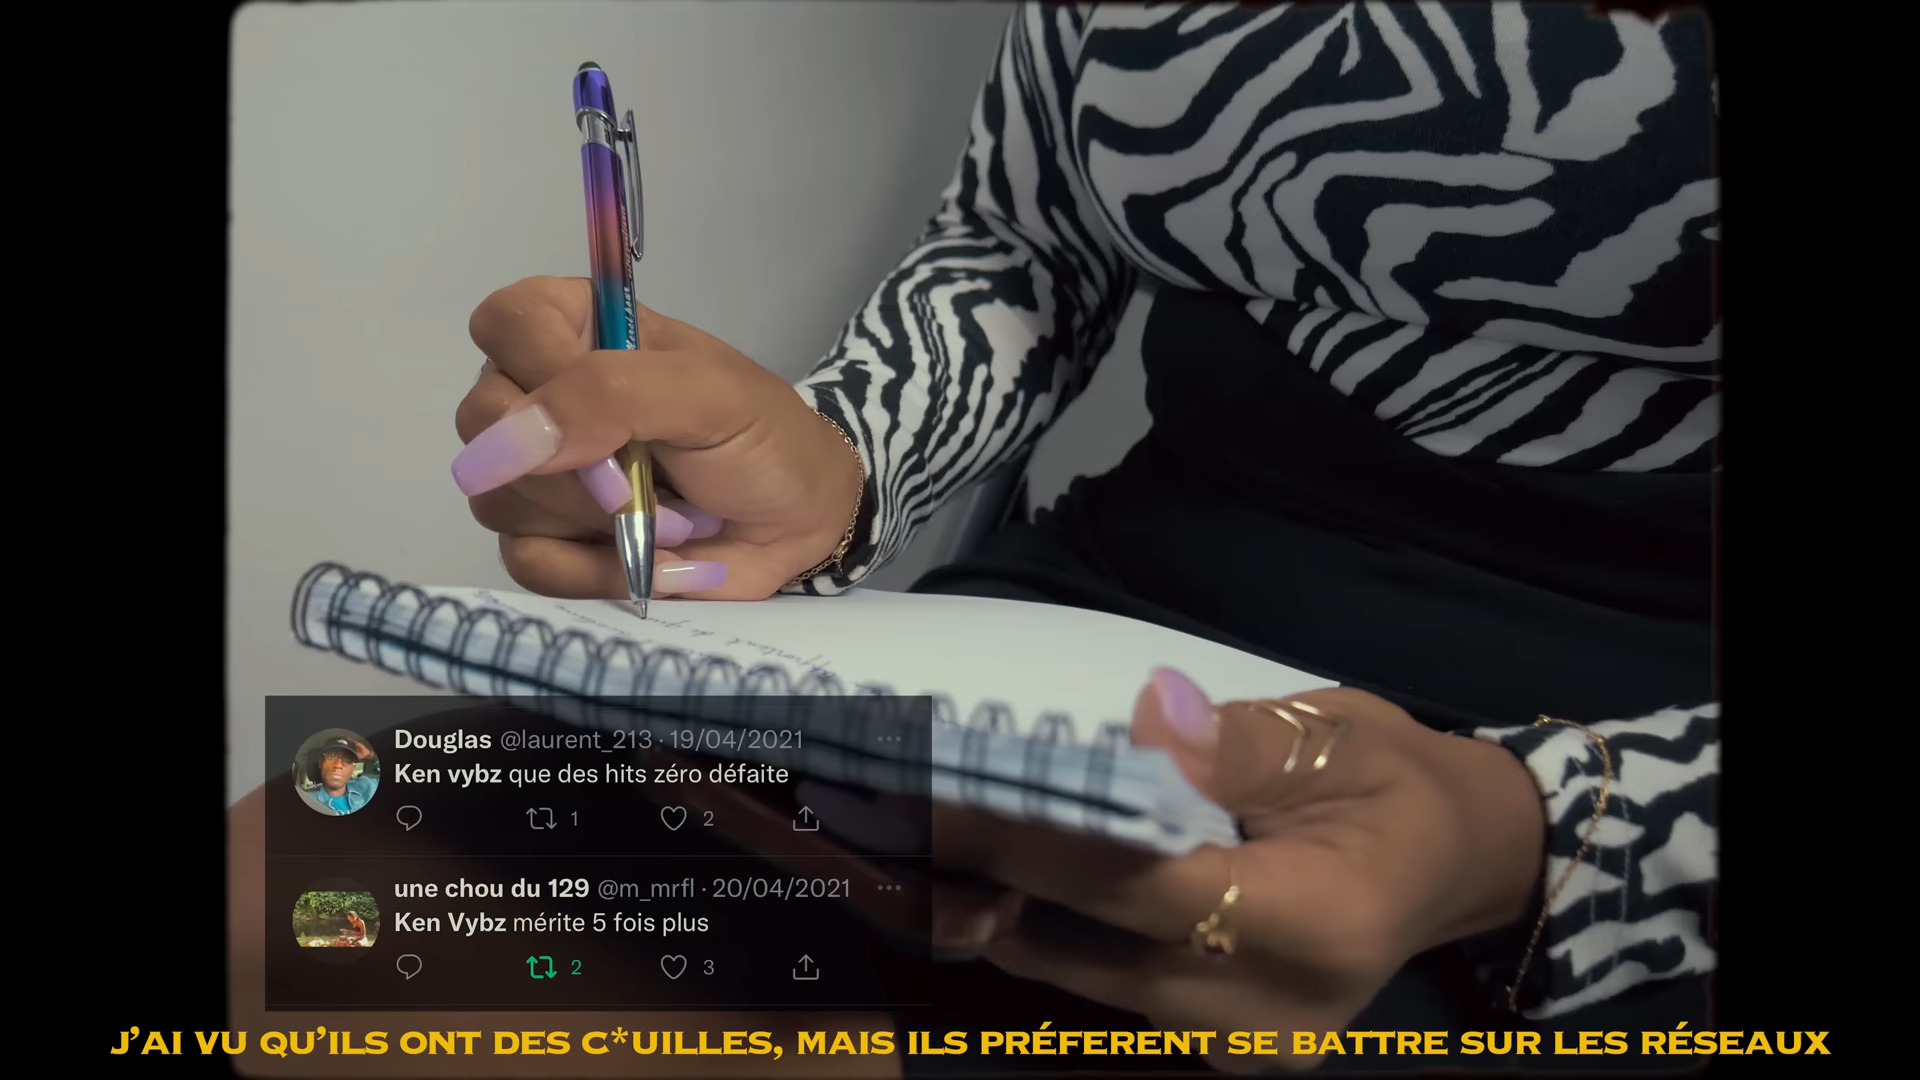 Douglas @laurent_213 · 19/04/2021
Ken vybz que des hits zéro défaite
1 2
une chou du 129 @m_mrfl · 20/04/2021
Ken Vybz mérite 5 fois plus
2 3
J'AI VU QU'ILS ONT DES C*UILLES, MAIS ILS PRÉFERENT SE BATTRE SUR LES RÉSEAUX